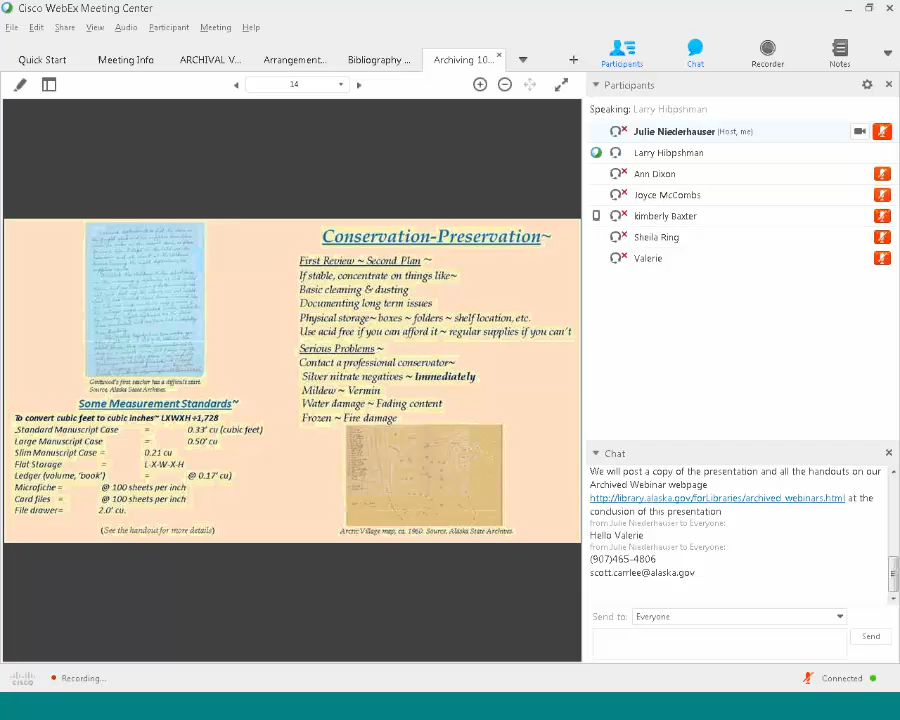 Cisco WebEx Meeting Center
File Edit Share View Audio Participant Meeting Help
Quick Start Meeting Info ARCHIVAL V... Arrangement... Bibliography ... Archiving 10...
Participants Chat Recorder Notes
14
Participants
Speaking: Larry Hibpshman
Julie Niederhauser (Host, me)
Larry Hibpshman
Ann Dixon
Joyce McCombs
kimberly Baxter
Sheila Ring
Valerie
first teacher has a difficult start.
Source, Alaska State Archives.
Some Measurement Standards~
To convert cubic feet to cubic inches~ LXWXH÷1,728
Standard Manuscript Case = 0.33' cu (cubic feet)
Large Manuscript Case = 0.50' cu
Slim Manuscript Case = 0.21 cu
Flat Storage = L-X-W-X-H
Ledger (volume, 'book') = @ 0.17' cu)
Microfiche = @ 100 sheets per inch
Card files = @ 100 sheets per inch
File drawer= 2.0' cu.
(See the handout for more details)
Conservation-Preservation~
First Review ~ Second Plan ~
If stable, concentrate on things like~
Basic cleaning & dusting
Documenting long term issues
Physical storage~ boxes ~ folders ~ shelf location, etc.
Use acid free if you can afford it ~ regular supplies if you can't
Serious Problems ~
Contact a professional conservator~
Silver nitrate negatives ~ Immediately
Mildew ~ Vermin
Water damage ~ Fading content
Frozen ~ Fire damage
Arctic Village map, ca. 1960. Source, Alaska State Archives.
Chat
We will post a copy of the presentation and all the handouts on our
Archived Webinar webpage
http://library.alaska.gov/forLibraries/archived_webinars.html at the
conclusion of this presentation
from Julie Niederhauser to Everyone:
Hello Valerie
from Julie Niederhauser to Everyone:
(907)465-4806
scott.carrlee@alaska.gov
Send to: Everyone
Send
CISCO Recording... Connected